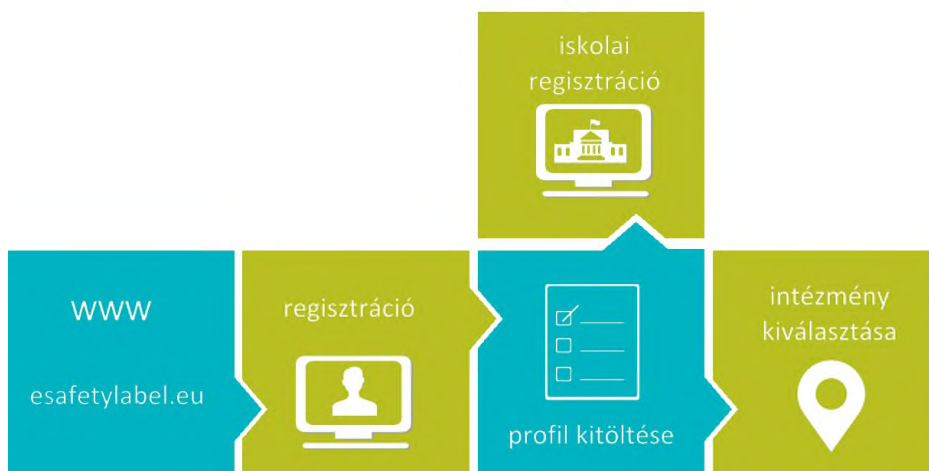 iskolai
regisztráció
www
esafetylabel.eu
regisztráció
profil kitöltése
intézmény
kiválasztása